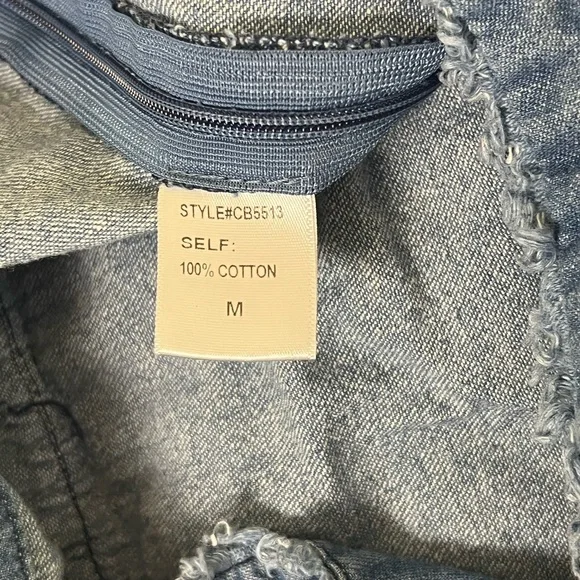 STYLE#CB5513
SELF:
100% COTTON
M